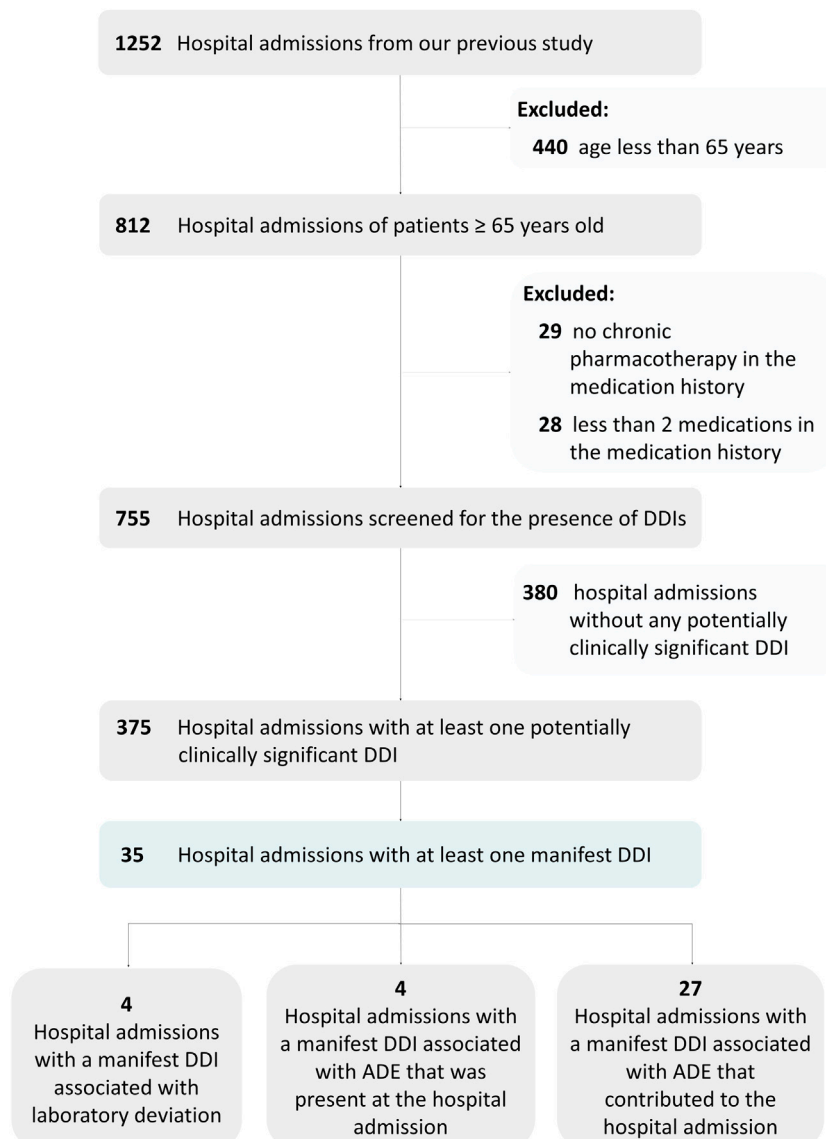 1252 Hospital admissions from our previous study
Excluded:
440 age less than 65 years
812 Hospital admissions of patients ≥ 65 years old
Excluded:
29 no chronic
pharmacotherapy in the
medication history
28 less than 2 medications in
the medication history
755 Hospital admissions screened for the presence of DDIs
380 hospital admissions
without any potentially
clinically significant DDI
375 Hospital admissions with at least one potentially
clinically significant DDI
35 Hospital admissions with at least one manifest DDI
4
Hospital admissions
with a manifest DDI
associated with
laboratory deviation
4
Hospital admissions with
a manifest DDI associated
with ADE that was
present at the hospital
admission
27
Hospital admissions with
a manifest DDI associated
with ADE that
contributed to the
hospital admission